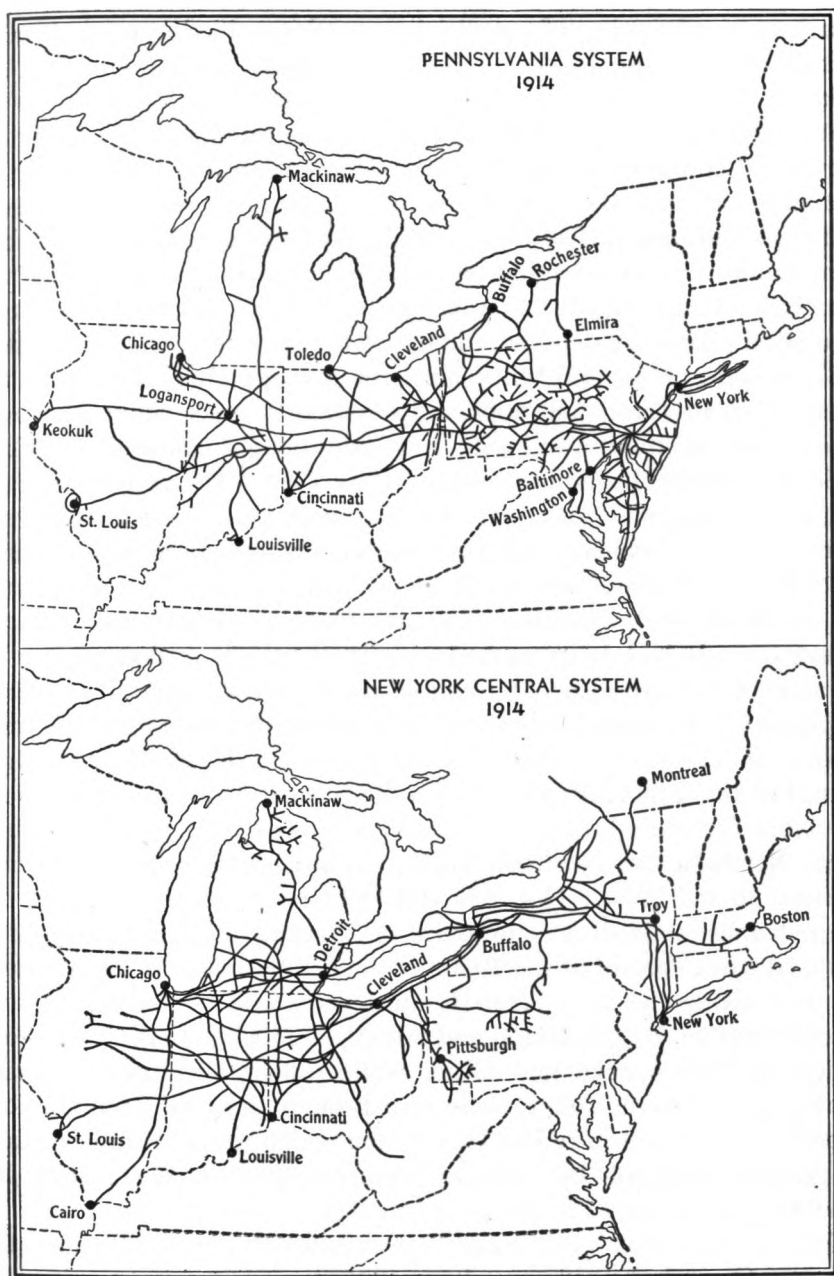 PENNSYLVANIA SYSTEM
1914
Mackinaw
Buffalo
Rochester
Chicago
Toledo
Cleveland
Elmira
Logansport
New York
Keokuk
Baltimore
Cincinnati
Washington
St. Louis
Louisville
NEW YORK CENTRAL SYSTEM
1914
Montreal
Mackinaw
Troy
Boston
Detroit
Buffalo
Chicago
Cleveland
New York
Pittsburgh
Cincinnati
St. Louis
Louisville
Cairo